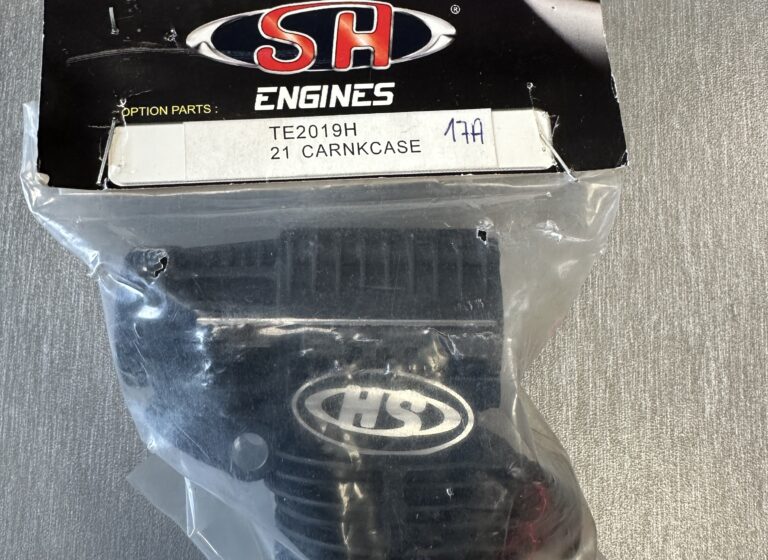 SH ®
ENGINES
OPTION PARTS :
TE2019H 17A
21 CARNKCASE
SH